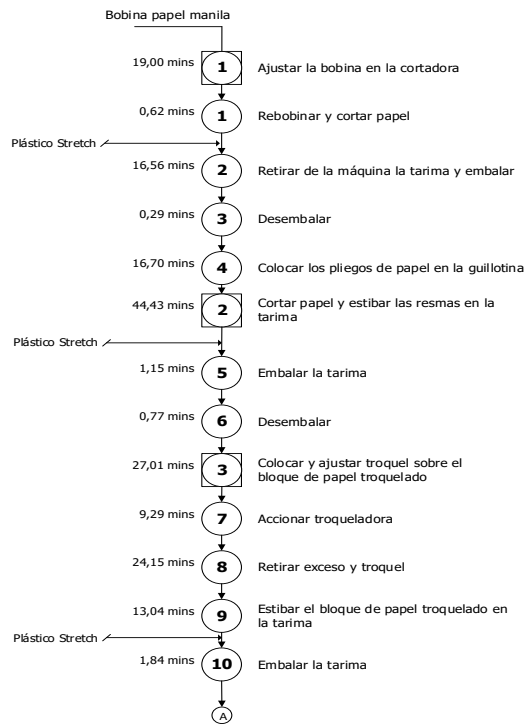 Bobina papel manila
19,00 mins
1
Ajustar la bobina en la cortadora
0,62 mins
1
Rebobinar y cortar papel
Plástico Stretch
16,56 mins
2
Retirar de la máquina la tarima y embalar
0,29 mins
3
Desembalar
16,70 mins
4
Colocar los pliegos de papel en la guillotina
44,43 mins
2
Cortar papel y estibar las resmas en la
tarima
Plástico Stretch
1,15 mins
5
Embalar la tarima
0,77 mins
6
Desembalar
27,01 mins
3
Colocar y ajustar troquel sobre el
bloque de papel troquelado
9,29 mins
7
Accionar troqueladora
24,15 mins
8
Retirar exceso y troquel
13,04 mins
9
Estibar el bloque de papel troquelado en
la tarima
Plástico Stretch
1,84 mins
10
Embalar la tarima
A